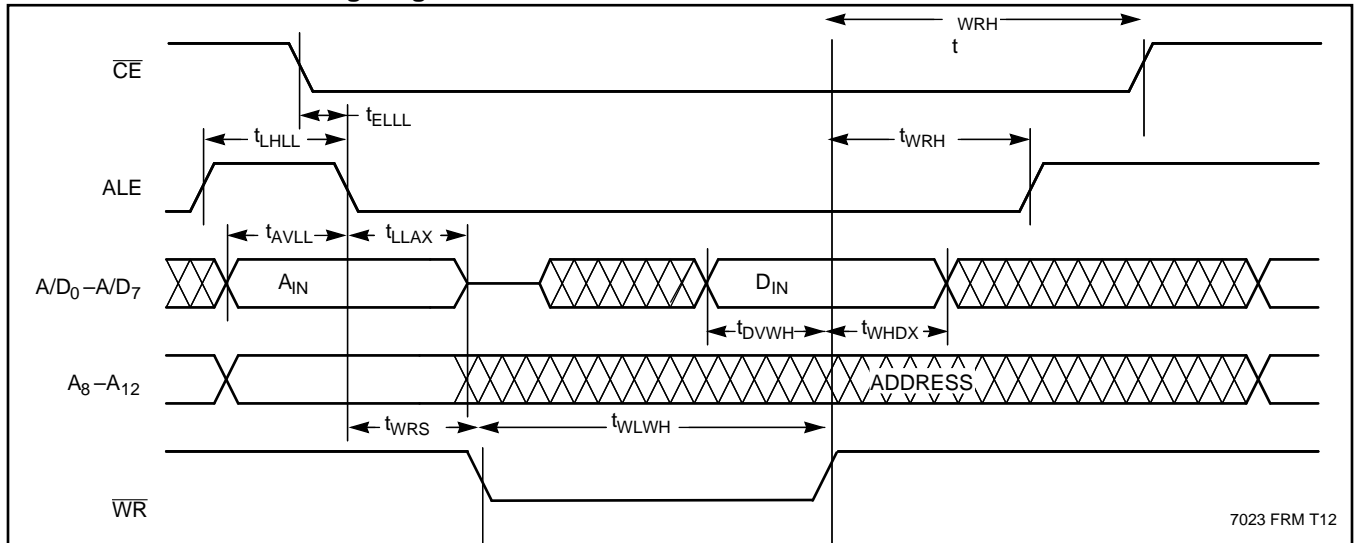 WRH
t
CE
tELLL
tLHLL
tWRH
ALE
tAVLL
tLLAX
A/D0–A/D7
AIN
DIN
tDVWH
tWHDX
A8–A12
ADDRESS
tWRS
tWLWH
WR
7023 FRM T12